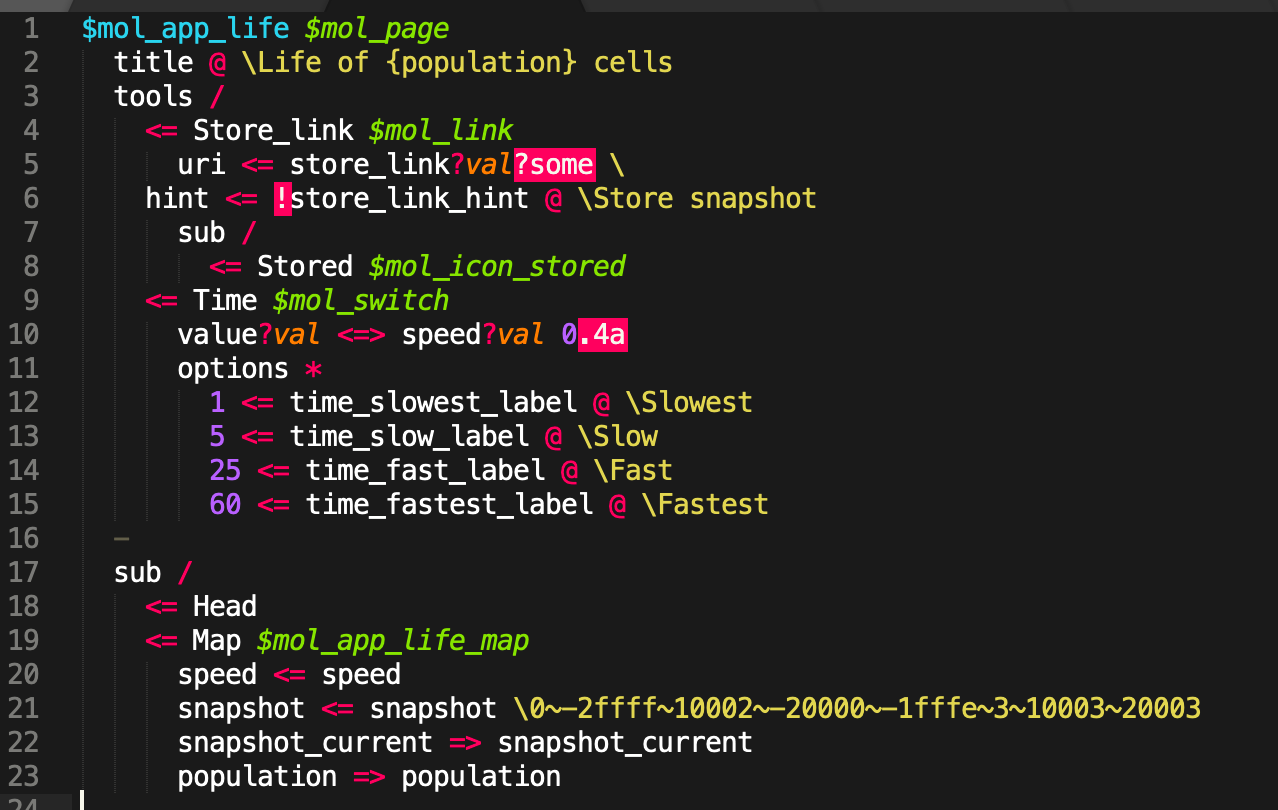 1 $mol_app_life $mol_page
2 title @ \Life of {population} cells
3 tools /
4 <= Store_link $mol_link
5 uri <= store_link?val?some \
6 hint <= !store_link_hint @ \Store snapshot
7 sub /
8 <= Stored $mol_icon_stored
9 <= Time $mol_switch
10 value?val <=> speed?val 0.4a
11 options *
12 1 <= time_slowest_label @ \Slowest
13 5 <= time_slow_label @ \Slow
14 25 <= time_fast_label @ \Fast
15 60 <= time_fastest_label @ \Fastest
16 -
17 sub /
18 <= Head
19 <= Map $mol_app_life_map
20 speed <= speed
21 snapshot <= snapshot \0~-2ffff~10002~-20000~-1fffe~3~10003~20003
22 snapshot_current => snapshot_current
23 population => population
24